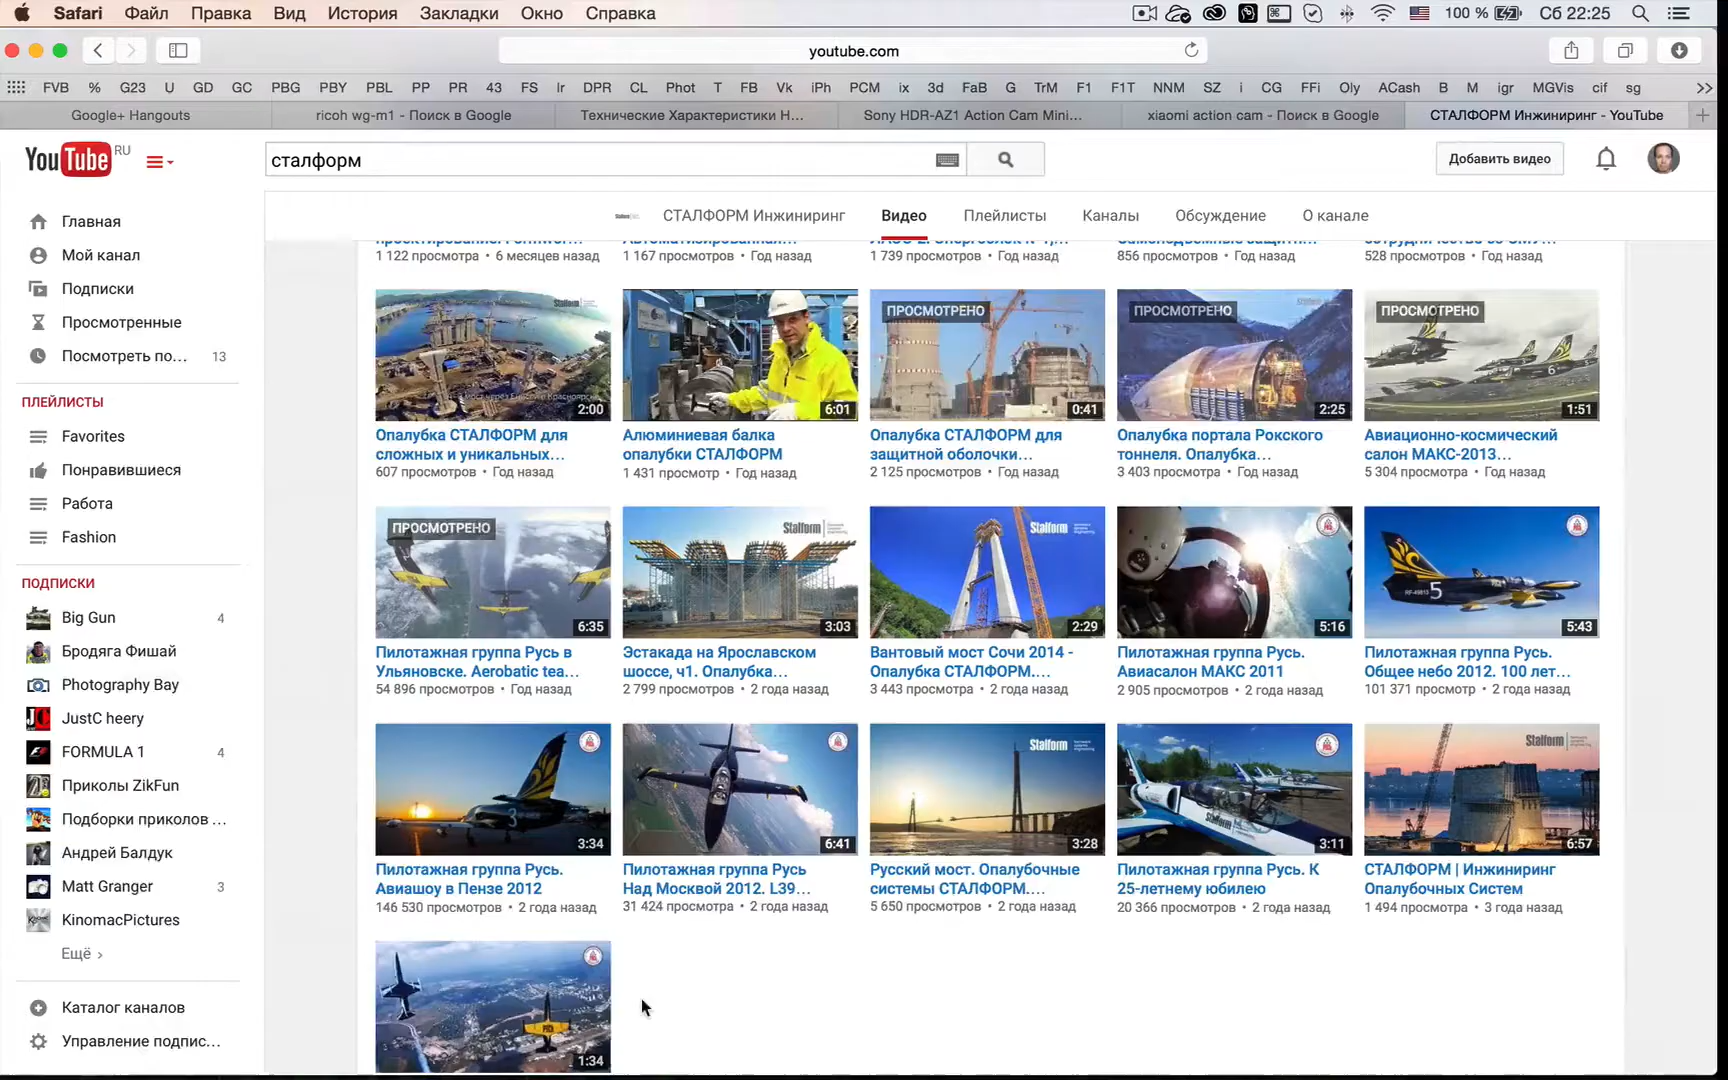 Safari Файл Правка Вид История Закладки Окно Справка 100 % Сб 22:25
youtube.com
FVB % G23 U GD GC PBG PBY PBL PP PR 43 FS Ir DPR CL Phot T FB Vk iPh PCM ix 3d FaB G TrM F1 F1T NNM SZ i CG FFi Oly ACash B M igr MGVis cif sg
Google+ Hangouts ricoh wg-m1 - Поиск в Google Технические Характеристики Н... Sony HDR-AZ1 Action Cam Mini... xiaomi action cam - Поиск в Google СТАЛФОРМ Инжиниринг - YouTube
YouTube RU сталформ Добавить видео
СТАЛФОРМ Инжиниринг Видео Плейлисты Каналы Обсуждение О канале
Главная
Мой канал
Подписки
Просмотренные
Посмотреть по... 13
ПЛЕЙЛИСТЫ
Favorites
Понравившиеся
Работа
Fashion
ПОДПИСКИ
Big Gun 4
Бродяга Фишай
Photography Bay
JustC heery
FORMULA 1 4
Приколы ZikFun
Подборки приколов ...
Андрей Балдук
Matt Granger 3
KinomacPictures
Ещё ›
Каталог каналов
Управление подпис...
1 122 просмотра • 6 месяцев назад
1 167 просмотров • Год назад
1 739 просмотров • Год назад
856 просмотров • Год назад
528 просмотров • Год назад
2:00
Опалубка СТАЛФОРМ для
сложных и уникальных...
607 просмотров • Год назад
6:01
Алюминиевая балка
опалубки СТАЛФОРМ
1 431 просмотр • Год назад
ПРОСМОТРЕНО
0:41
Опалубка СТАЛФОРМ для
защитной оболочки...
2 125 просмотров • Год назад
ПРОСМОТРЕНО
2:25
Опалубка портала Рокского
тоннеля. Опалубка...
3 403 просмотра • Год назад
ПРОСМОТРЕНО
1:51
Авиационно-космический
салон МАКС-2013...
5 304 просмотра • Год назад
ПРОСМОТРЕНО
6:35
Пилотажная группа Русь в
Ульяновске. Aerobatic tea...
54 896 просмотров • Год назад
Stalform
3:03
Эстакада на Ярославском
шоссе, ч1. Опалубка...
2 799 просмотров • 2 года назад
Stalform
2:29
Вантовый мост Сочи 2014 -
Опалубка СТАЛФОРМ....
3 443 просмотра • 2 года назад
5:16
Пилотажная группа Русь.
Авиасалон МАКС 2011
2 905 просмотров • 2 года назад
5
5:43
Пилотажная группа Русь.
Общее небо 2012. 100 лет...
101 371 просмотр • 2 года назад
3
3:34
Пилотажная группа Русь.
Авиашоу в Пензе 2012
146 530 просмотров • 2 года назад
6:41
Пилотажная группа Русь
Над Москвой 2012. L39...
31 424 просмотра • 2 года назад
Stalform
3:28
Русский мост. Опалубочные
системы СТАЛФОРМ....
5 650 просмотров • 2 года назад
Stalform
3:11
Пилотажная группа Русь. К
25-летнему юбилею
20 366 просмотров • 2 года назад
Stalform
6:57
СТАЛФОРМ | Инжиниринг
Опалубочных Систем
1 494 просмотра • 3 года назад
РУСЬ
1:34